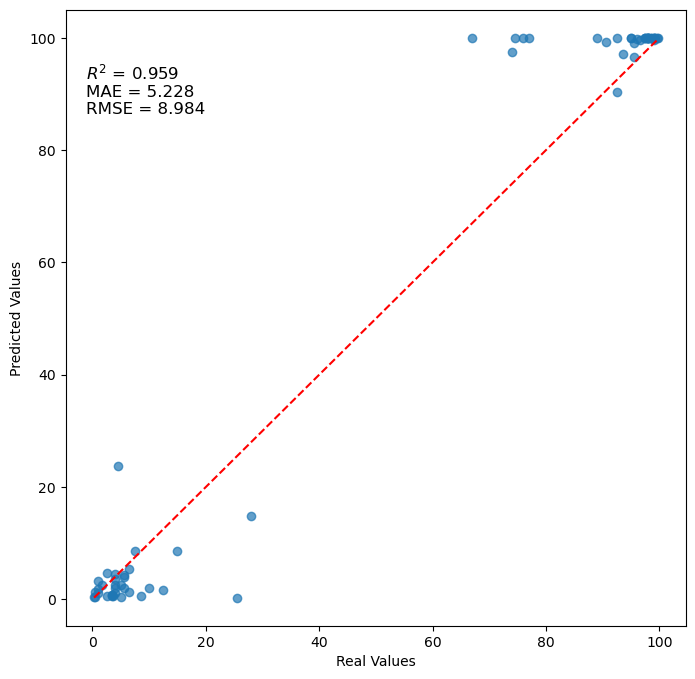 100
80
60
40
20
0
R² = 0.959
MAE = 5.228
RMSE = 8.984
Predicted Values
0 20 40 60 80 100
Real Values